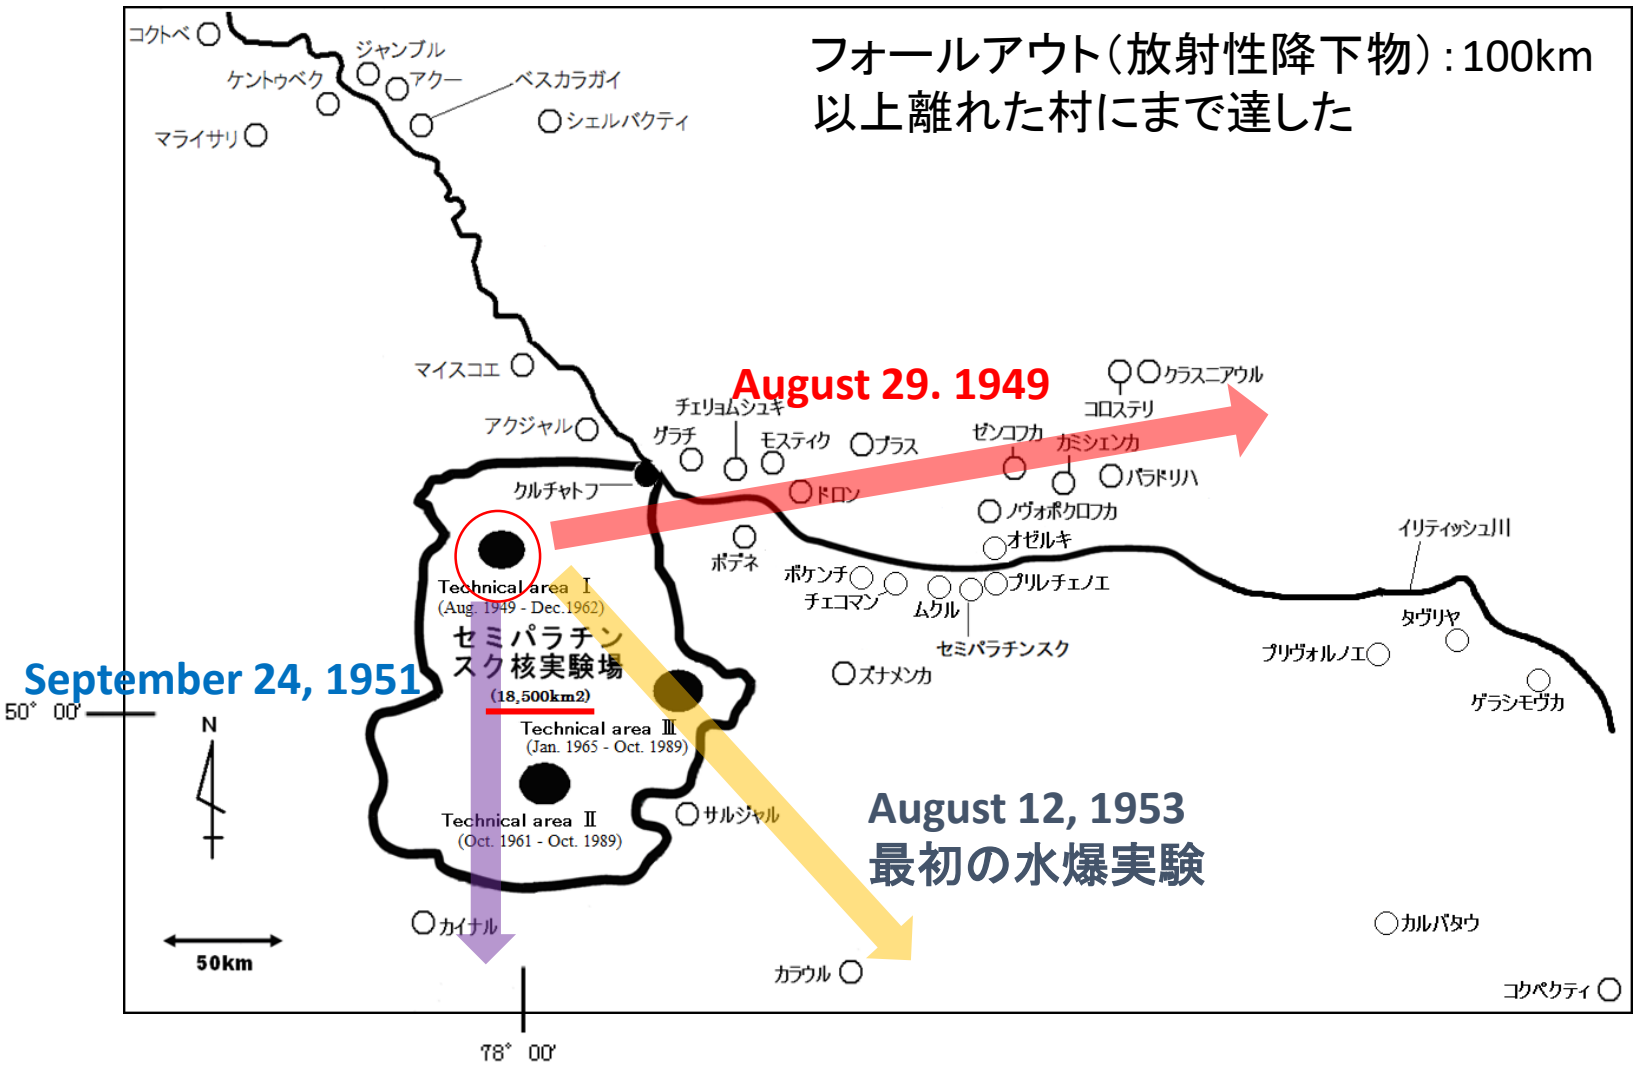 フォールアウト（放射性降下物）：100km
以上離れた村にまで達した
コクトベ
ジャンブル
ケントゥベク
アクー
ベスカラガイ
マライサリ
シェルバクティ
マイスコエ
August 29. 1949
クラスニアウル
コロステリ
チェリョムシュキ
アクジャル
グラチ
モスティク
プラス
ゼンコフカ
カミシェンカ
バラドリハ
クルチャトフ
ドロン
ノヴォポクロフカ
イリティッシュ川
オゼルキ
ボデネ
ボケンチ
チェコマン
ムクル
プリレチェノエ
セミパラチンスク
タヴリヤ
プリヴォルノエ
ゲラシモヴカ
ズナメンカ
Technical area Ⅰ
(Aug. 1949 - Dec.1962)
セミパラチン
スク核実験場
(18,500km2)
September 24, 1951
50° 00'
N
Technical area Ⅲ
(Jan. 1965 - Oct. 1989)
Technical area Ⅱ
(Oct. 1961 - Oct. 1989)
サルジャル
August 12, 1953
最初の水爆実験
カイナル
カルバタウ
50km
カラウル
コクペクティ
78° 00'